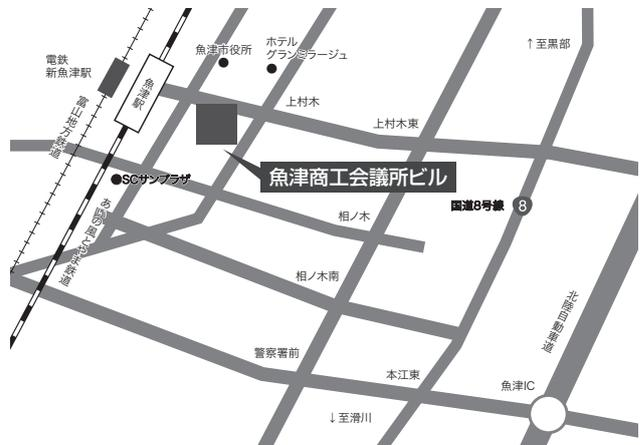 ↑至黒部
ホテル
グランミラージュ
魚津市役所
電鉄
新魚津駅
魚津駅
富山地方鉄道
上村木
上村木東
魚津商工会議所ビル
SCサンプラザ
あいの風とやま鉄道
国道8号線
8
相ノ木
相ノ木南
北陸自動車道
警察署前
本江東
魚津IC
↓至滑川